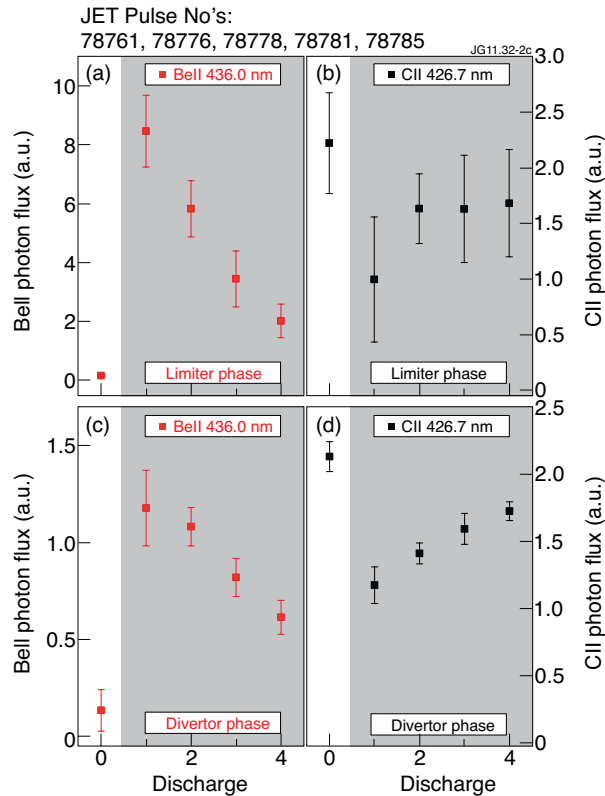 JET Pulse No's:
78761, 78776, 78778, 78781, 78785
JG11.32-2c
(a)
BeII 436.0 nm
(b)
CII 426.7 nm
10
8
6
4
2
0
BeII photon flux (a.u.)
3.0
2.5
2.0
1.5
1.0
0.5
0
CII photon flux (a.u.)
Limiter phase
Limiter phase
(c)
BeII 436.0 nm
(d)
CII 426.7 nm
1.5
1.0
0.5
0
BeII photon flux (a.u.)
2.5
2.0
1.5
1.0
0.5
0
CII photon flux (a.u.)
Divertor phase
Divertor phase
0 2 4
0 2 4
Discharge
Discharge